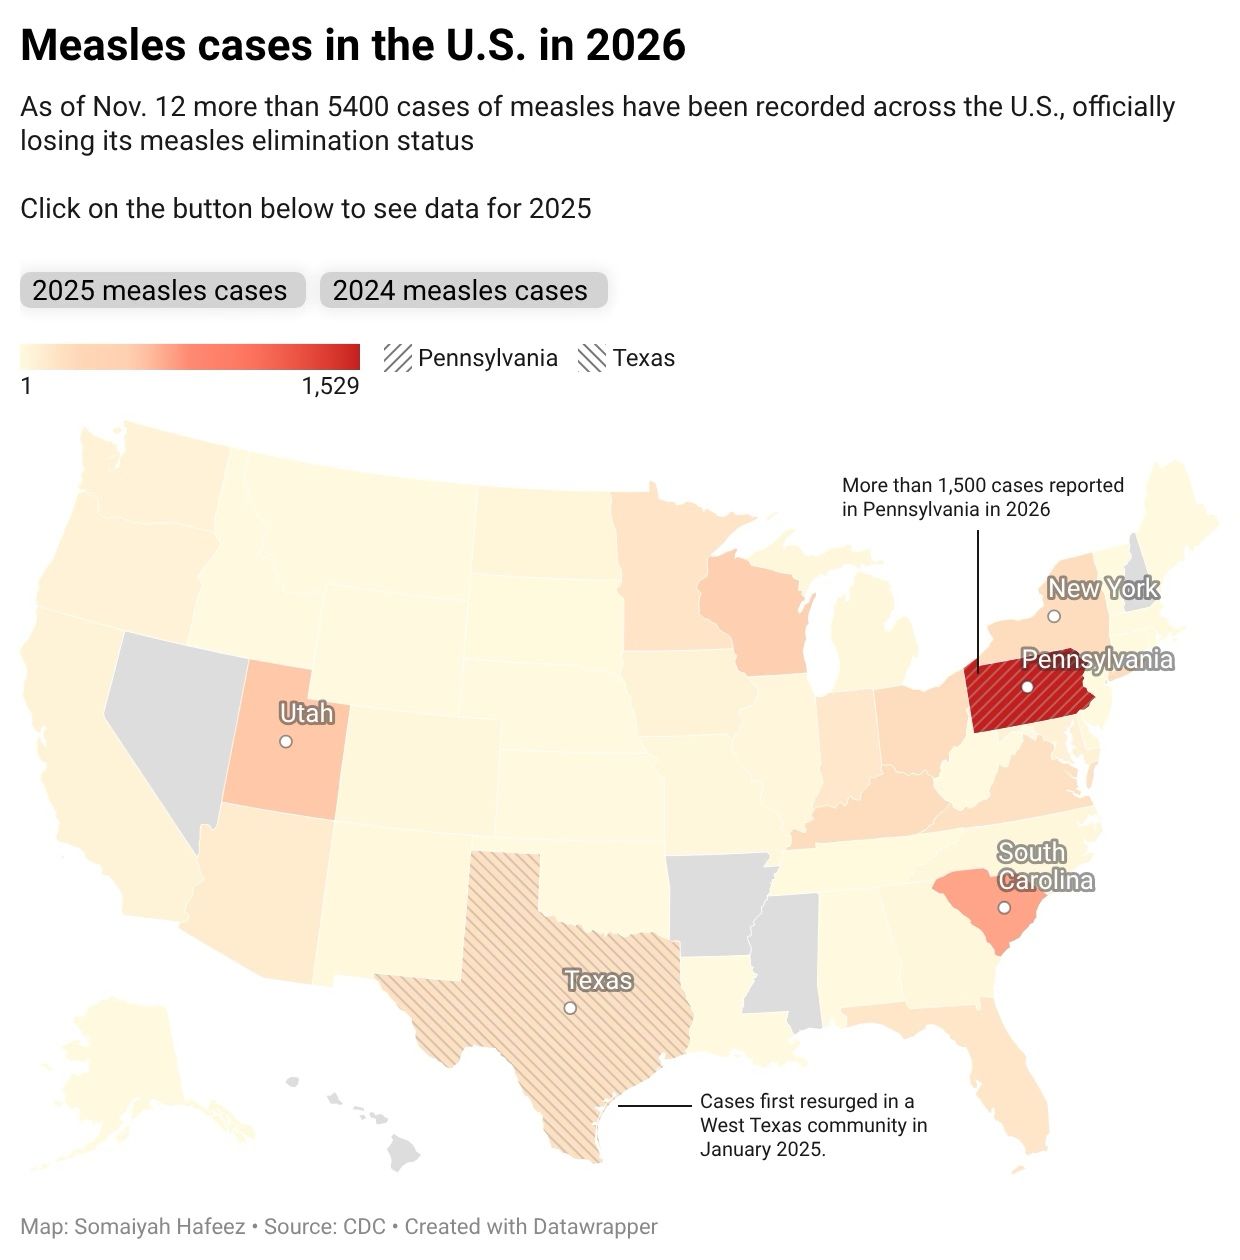 Measles cases in the U.S. in 2026
As of Nov. 12 more than 5400 cases of measles have been recorded across the U.S., officially
losing its measles elimination status
Click on the button below to see data for 2025
2025 measles cases
2024 measles cases
1
1,529
Pennsylvania
Texas
More than 1,500 cases reported
in Pennsylvania in 2026
New York
Pennsylvania
Utah
South
Carolina
Texas
Cases first resurged in a
West Texas community in
January 2025.
Map: Somaiyah Hafeez • Source: CDC • Created with Datawrapper